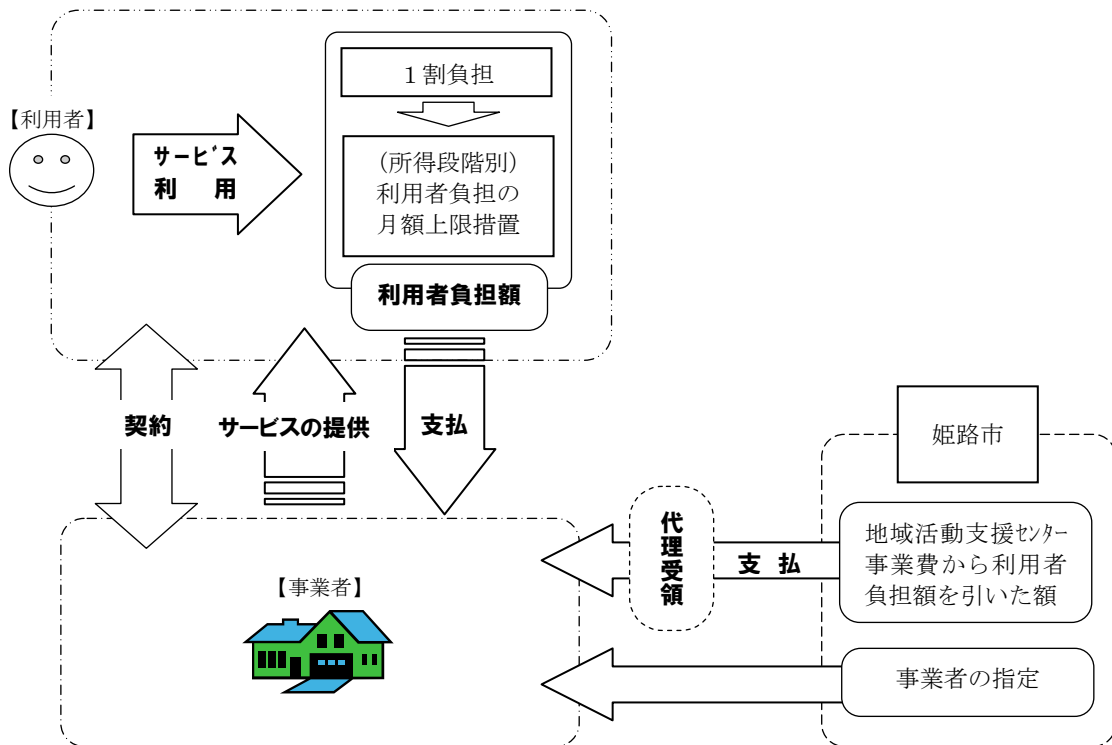 １割負担
【利用者】
サービス
利　用
(所得段階別)
利用者負担の
月額上限措置
利用者負担額
契約
サービスの提供
支払
姫路市
代理受領
支 払
地域活動支援ｾﾝﾀｰ
事業費から利用者
負担額を引いた額
【事業者】
事業者の指定